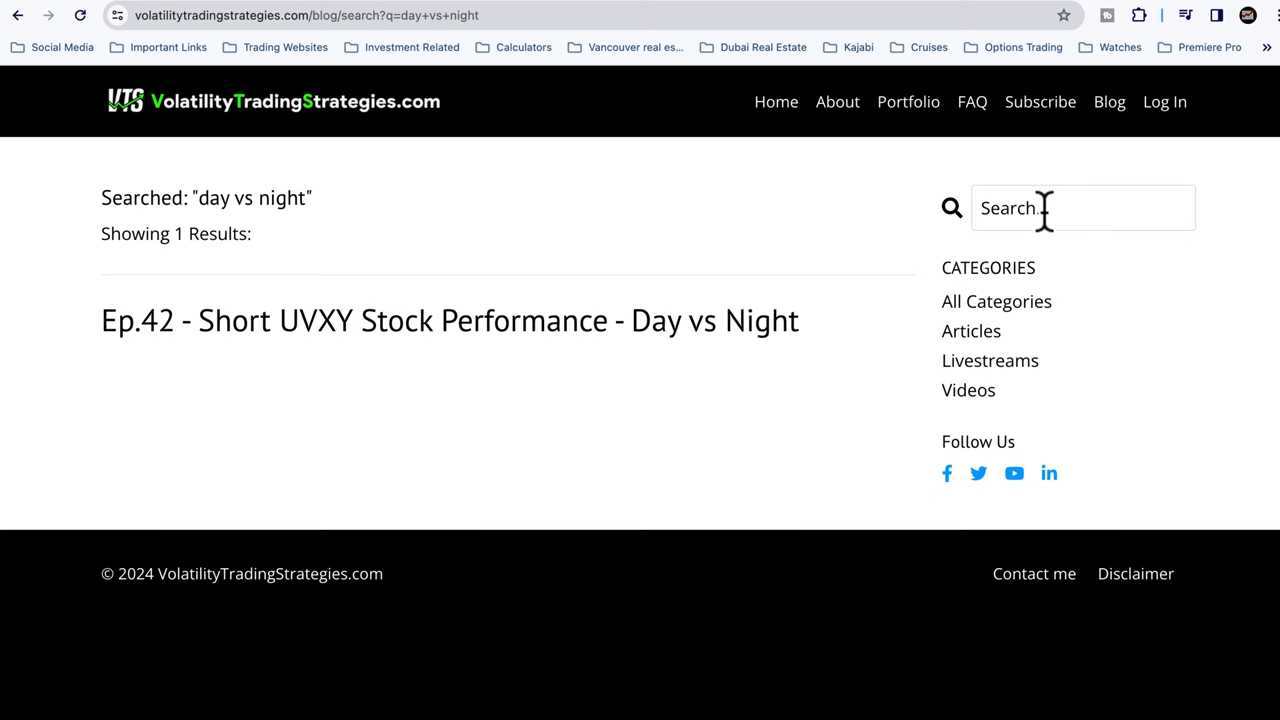 volatilitytradingstrategies.com/blog/search?q=day+vs+night
Social Media Important Links Trading Websites Investment Related Calculators Vancouver real es... Dubai Real Estate Kajabi Cruises Options Trading Watches Premiere Pro »
VTS VolatilityTradingStrategies.com Home About Portfolio FAQ Subscribe Blog Log In
Searched: "day vs night"
Showing 1 Results:
Ep.42 - Short UVXY Stock Performance - Day vs Night
Search...
CATEGORIES
All Categories
Articles
Livestreams
Videos
Follow Us
© 2024 VolatilityTradingStrategies.com Contact me Disclaimer